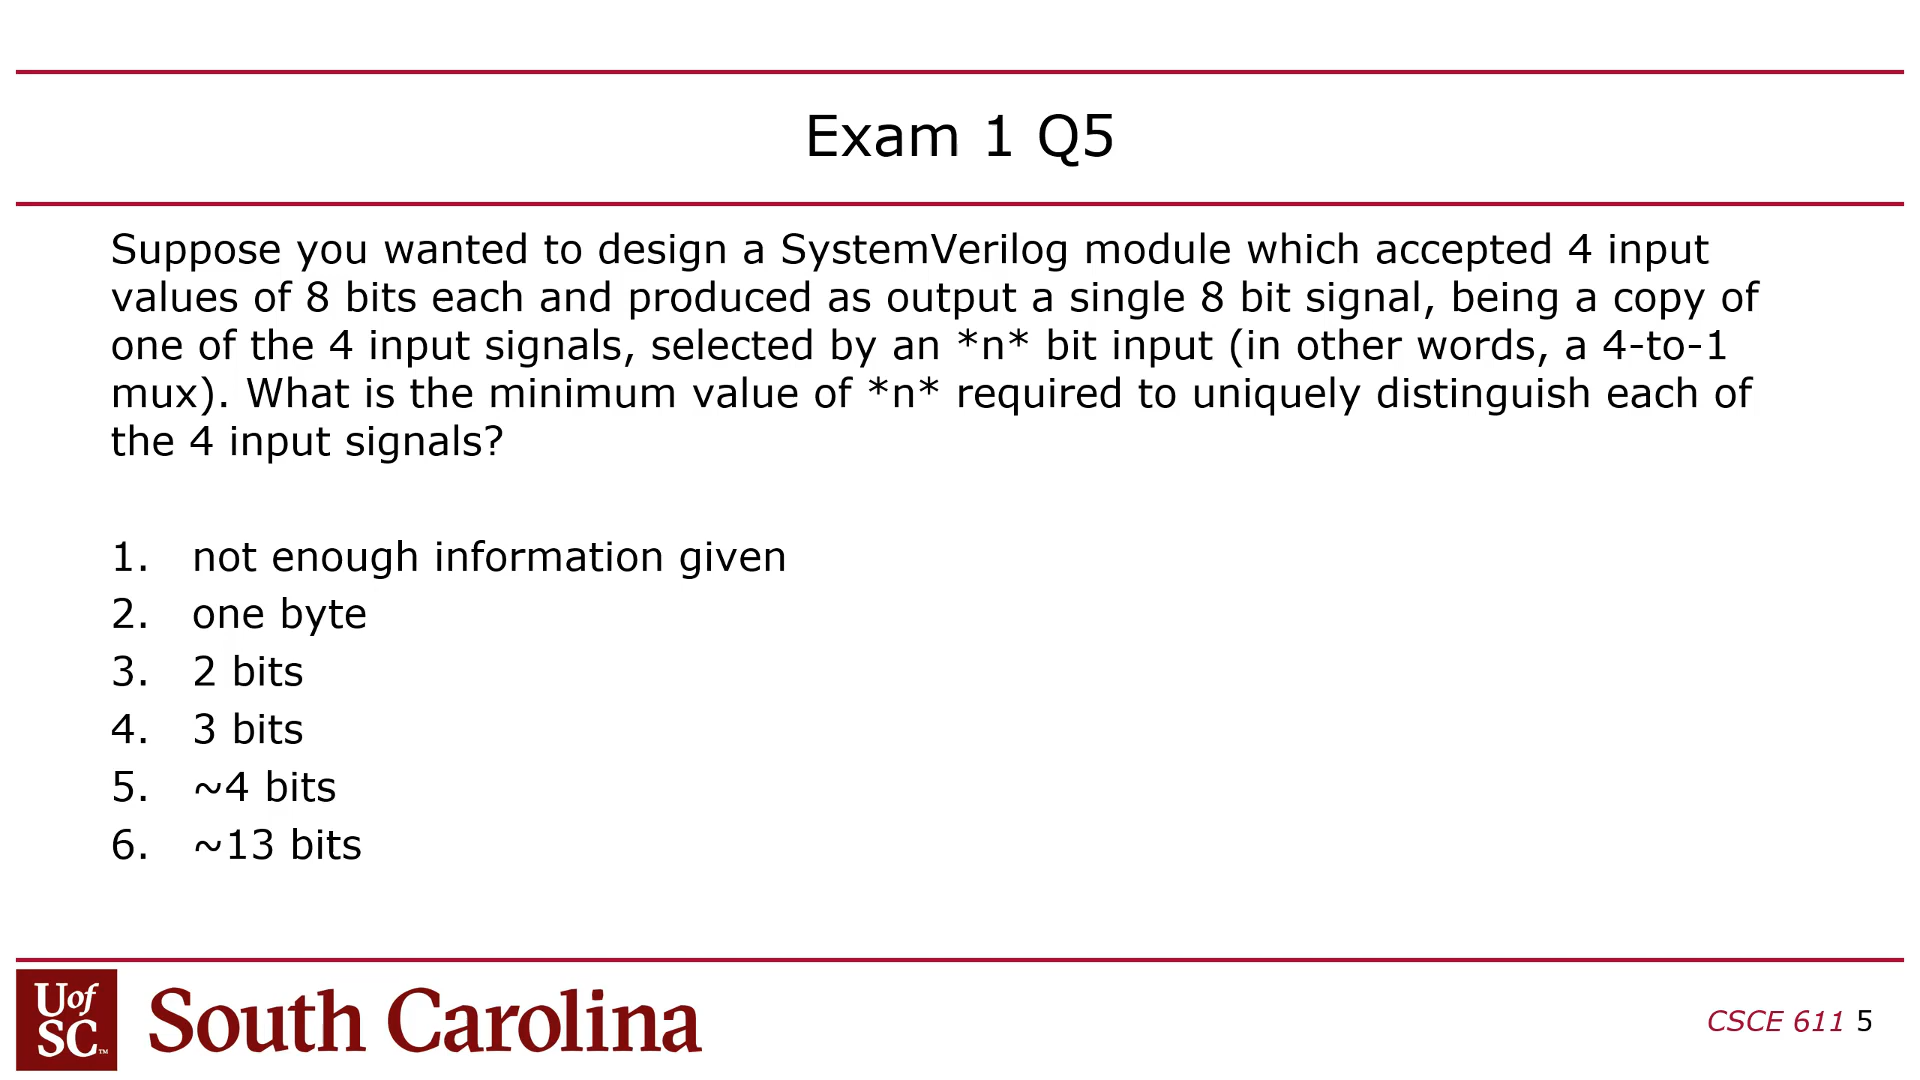 Exam 1 Q5
Suppose you wanted to design a SystemVerilog module which accepted 4 input
values of 8 bits each and produced as output a single 8 bit signal, being a copy of
one of the 4 input signals, selected by an *n* bit input (in other words, a 4-to-1
mux). What is the minimum value of *n* required to uniquely distinguish each of
the 4 input signals?
1. not enough information given
2. one byte
3. 2 bits
4. 3 bits
5. ~4 bits
6. ~13 bits
Uof
SC™
South Carolina
CSCE 611 5